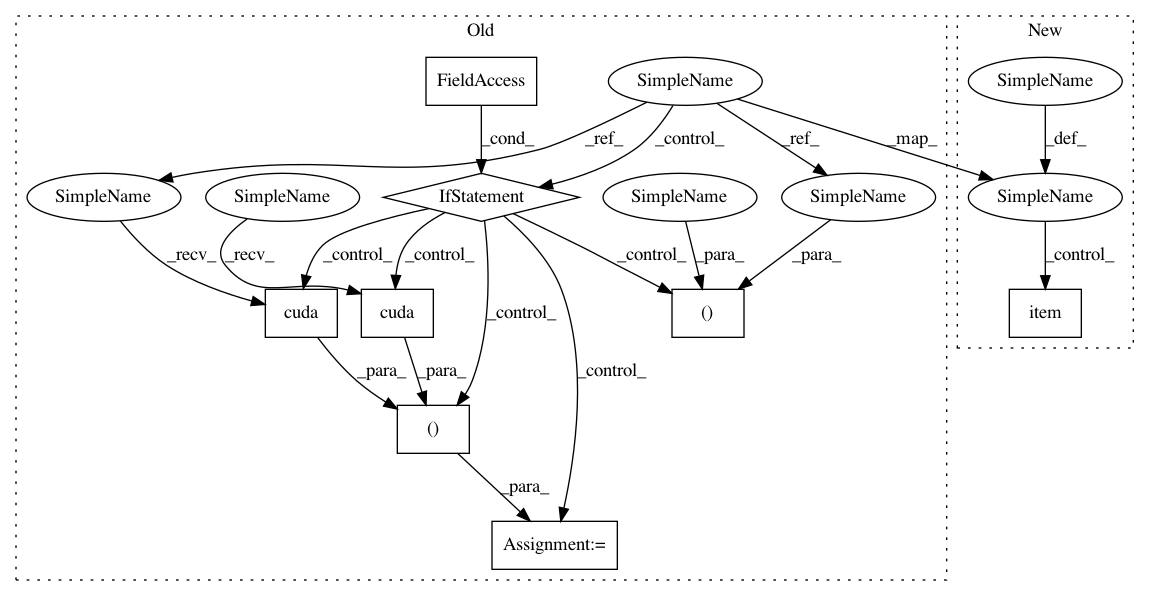 Old
New
FieldAccess
SimpleName
SimpleName
_cond_
_ref_
_control_
_ref_
_map_
_def_
SimpleName
SimpleName
IfStatement
SimpleName
SimpleName
SimpleName
_recv_
_recv_
_control_
_control_
_control_
_para_
_para_
_control_
cuda
cuda
_control_
()
item
_para_
_para_
_control_
()
_para_
Assignment:=